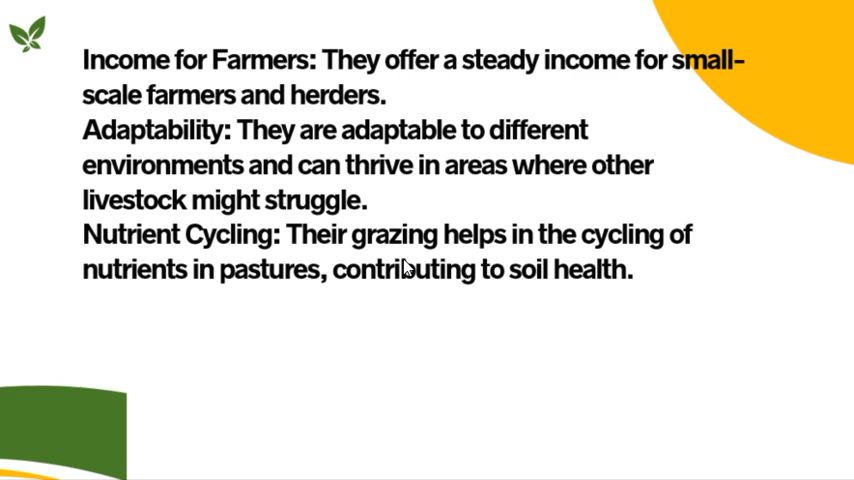 Income for Farmers: They offer a steady income for small-
scale farmers and herders.
Adaptability: They are adaptable to different
environments and can thrive in areas where other
livestock might struggle.
Nutrient Cycling: Their grazing helps in the cycling of
nutrients in pastures, contributing to soil health.